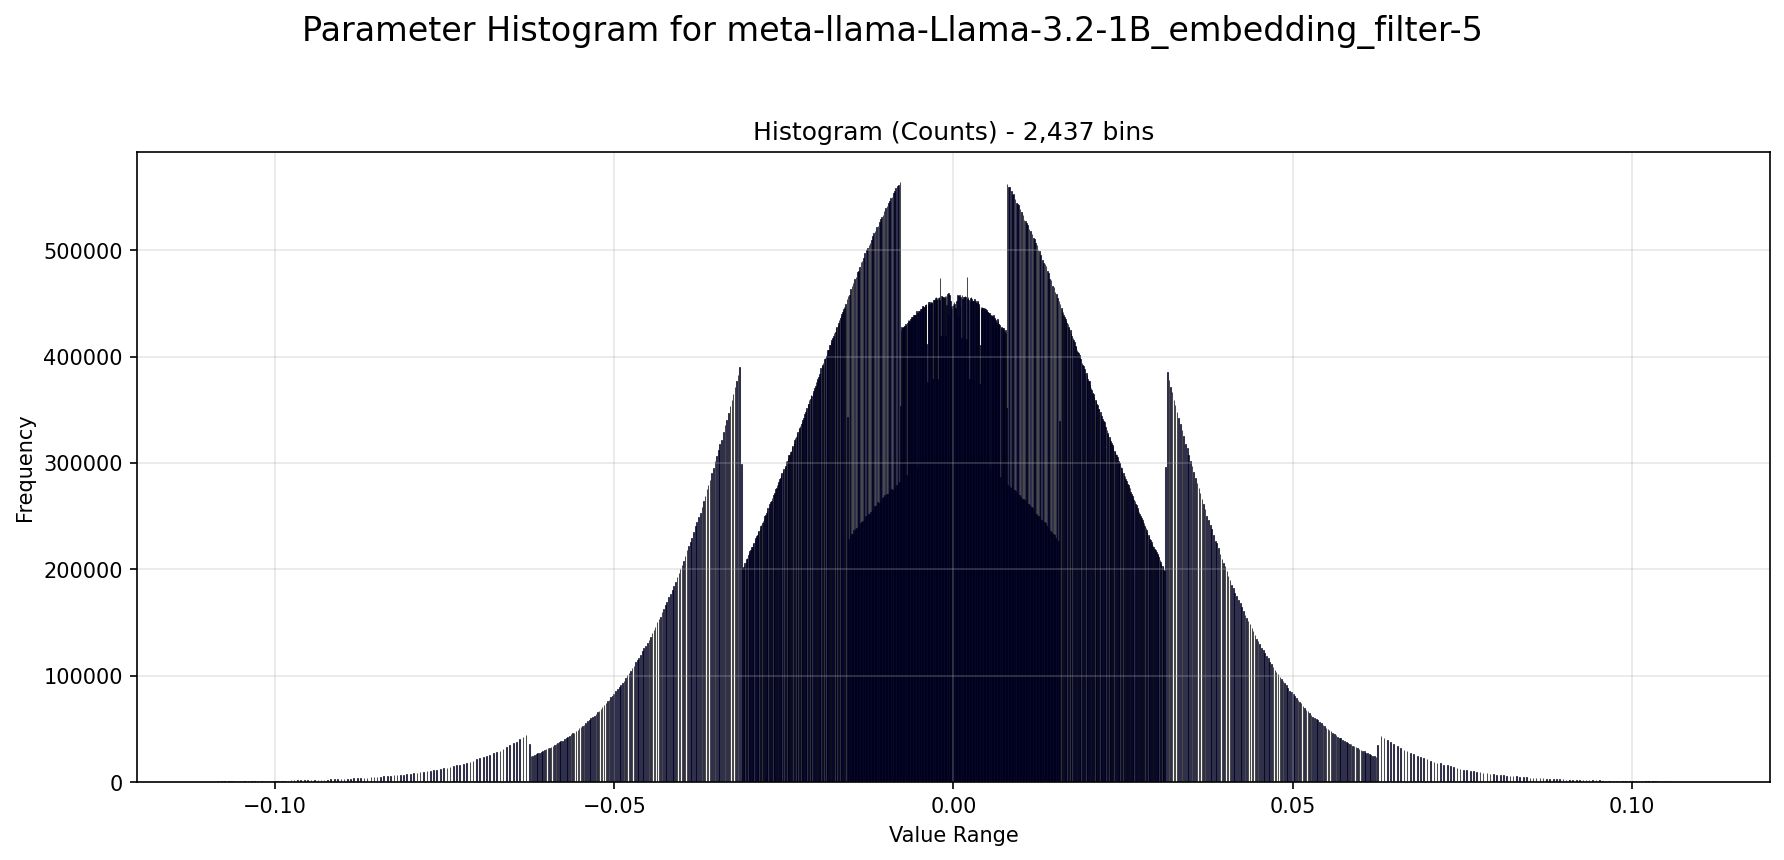 Parameter Histogram for meta-llama-Llama-3.2-1B_embedding_filter-5
Histogram (Counts) - 2,437 bins
500000
400000
300000
200000
100000
0
Frequency
−0.10
−0.05
0.00
0.05
0.10
Value Range